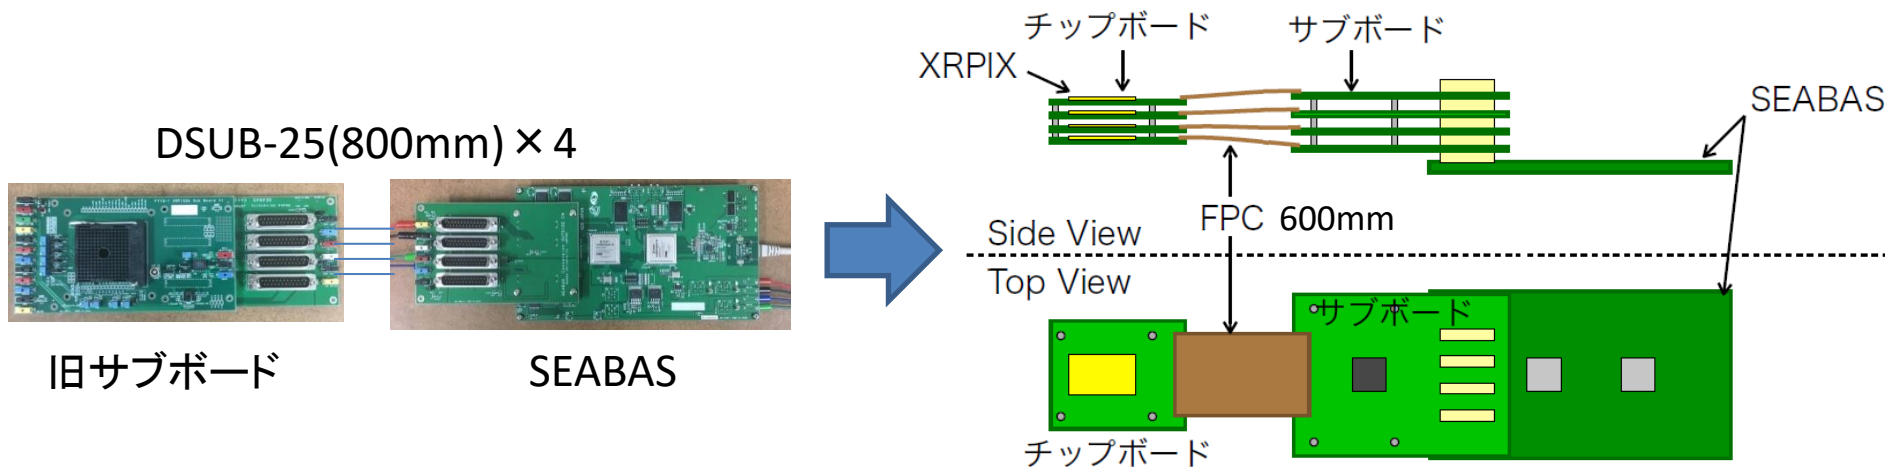 DSUB-25(800mm)×4
旧サブボード
SEABAS
チップボード
サブボード
XRPIX
SEABAS
FPC 600mm
Side View
Top View
サブボード
チップボード